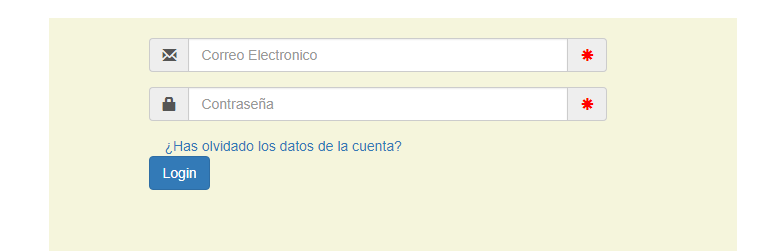 Correo Electronico
Contraseña
¿Has olvidado los datos de la cuenta?
Login